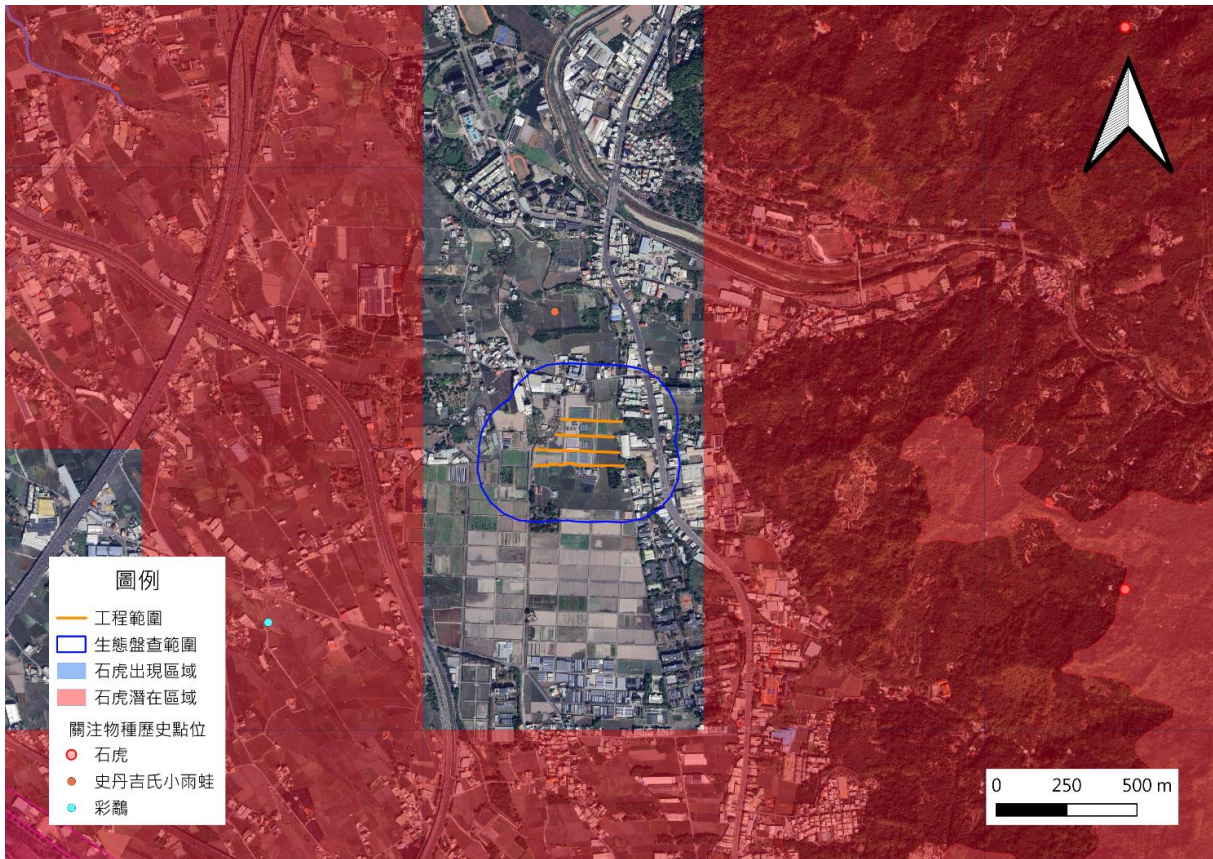 圖例
工程範圍
生態盤查範圍
石虎出現區域
石虎潛在區域
關注物種歷史點位
石虎
史丹吉氏小雨蛙
彩鷸
0 250 500 m